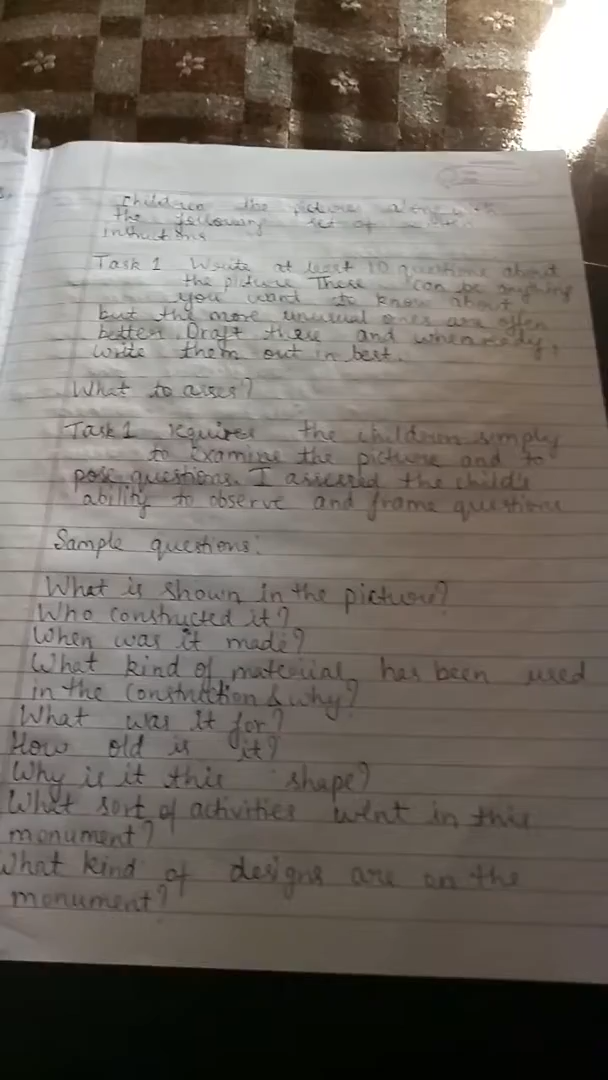 children the picture along with
the following set of
instructions
Task 1 Write at least 10 questions about
the picture These can be anything
you want to know about
but the more unusual ones are often
better. Draft these and when ready,
write them out in best.
What to asses?
Task 1 requires the children simply
to examine the picture and to
pose questions. I assessed the child's
ability to observe and frame questions
Sample questions:
What is shown in the picture?
Who constructed it?
When was it made?
What kind of material has been used
in the construction & why?
What was it for?
How old is it?
Why is it this shape?
What sort of activities went in this
monument?
What kind of designs are on the
monument?